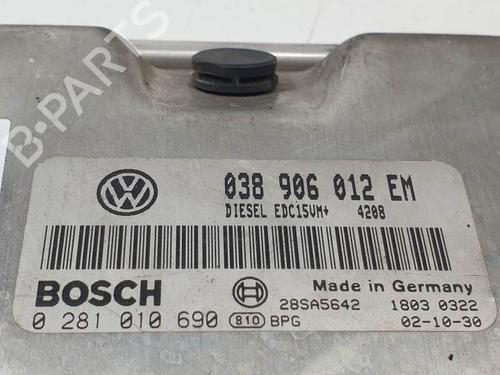 B-PARTS
038 906 012 EM
DIESEL EDC15VM+ 4208
BOSCH
Made in Germany
28SA5642 1803 0322
0 281 010 690 810 BPG 02-10-30